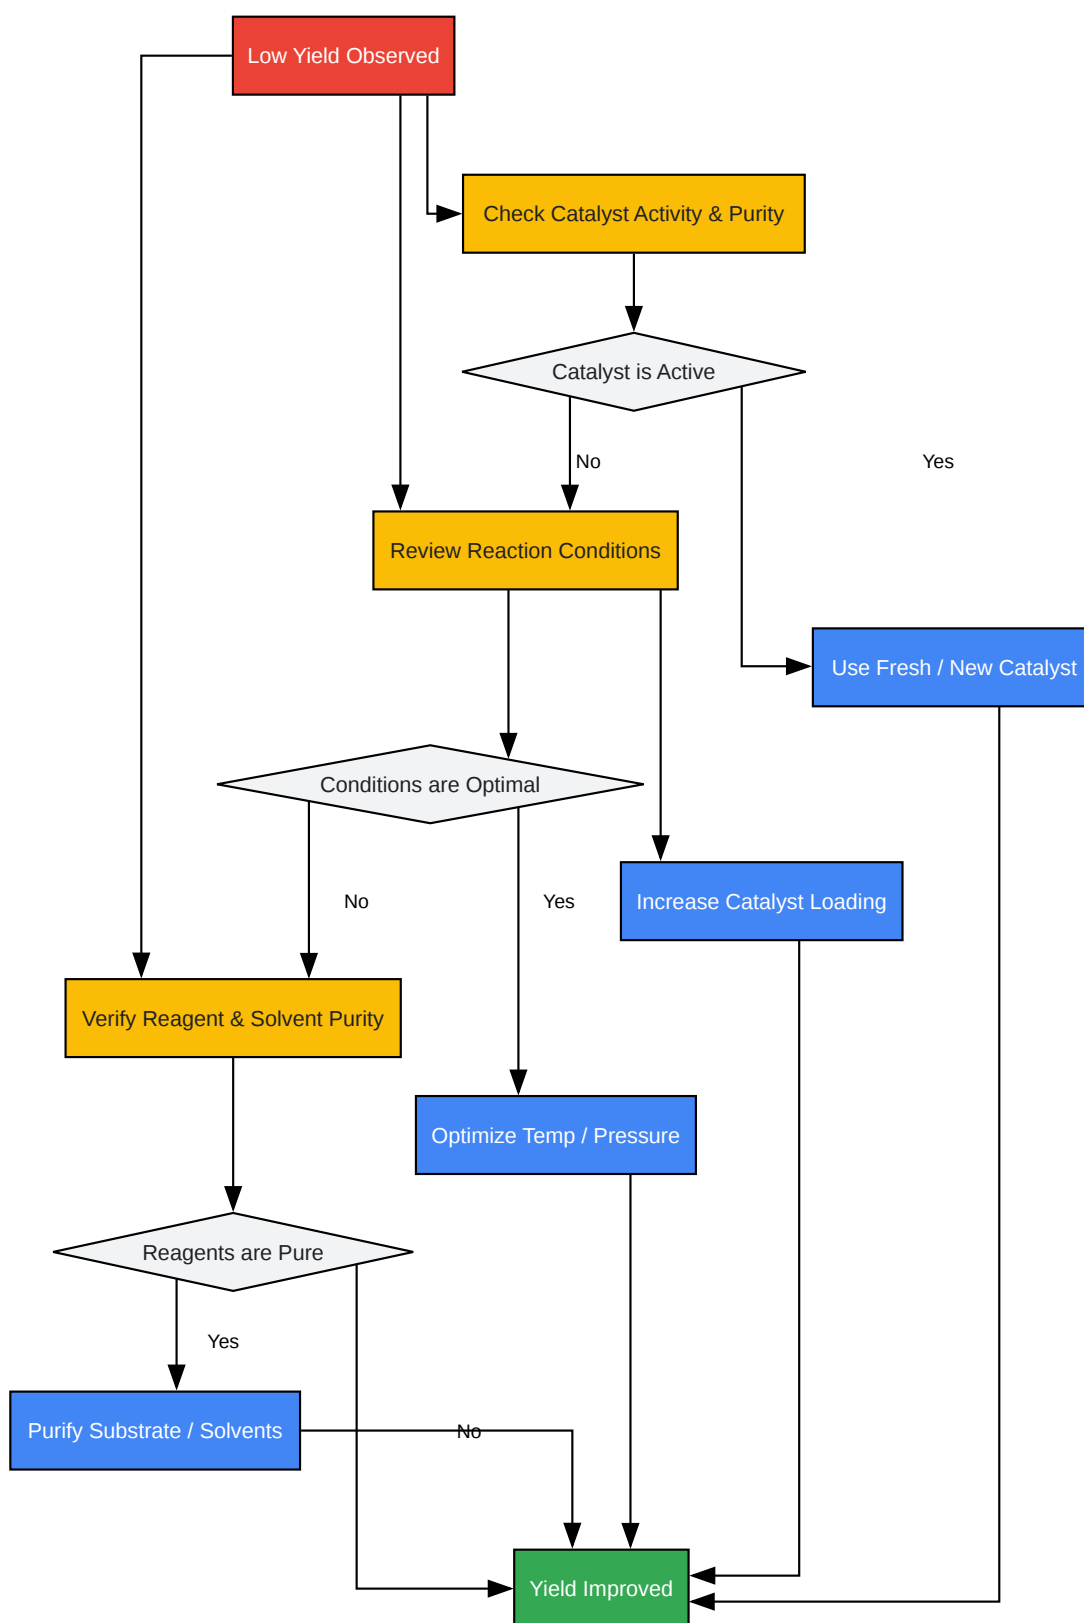 Low Yield Observed
Check Catalyst Activity & Purity
Catalyst is Active
No
Yes
Review Reaction Conditions
Use Fresh / New Catalyst
Conditions are Optimal
No
Yes
Increase Catalyst Loading
Verify Reagent & Solvent Purity
Optimize Temp / Pressure
Reagents are Pure
Yes
Purify Substrate / Solvents
No
Yield Improved